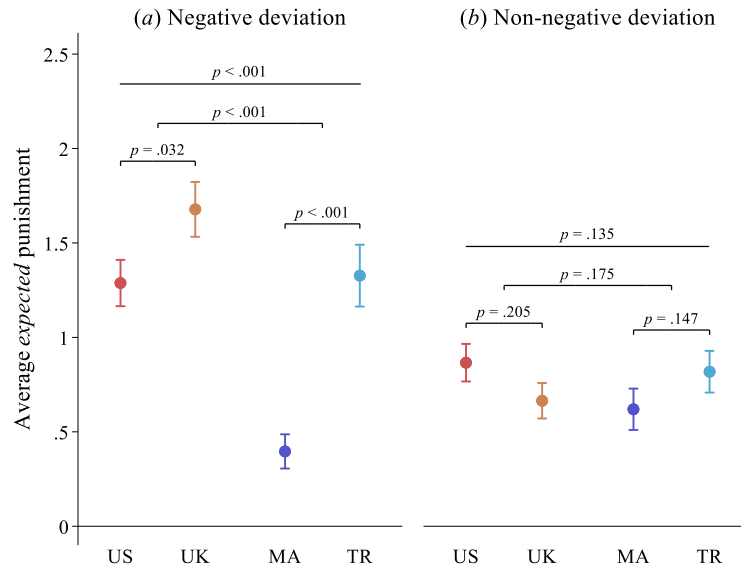 (a) Negative deviation
(b) Non-negative deviation
Average expected punishment
2.5
2
1.5
1
.5
0
p < .001
p < .001
p = .032
p < .001
US
UK
MA
TR
p = .135
p = .175
p = .205
p = .147
US
UK
MA
TR